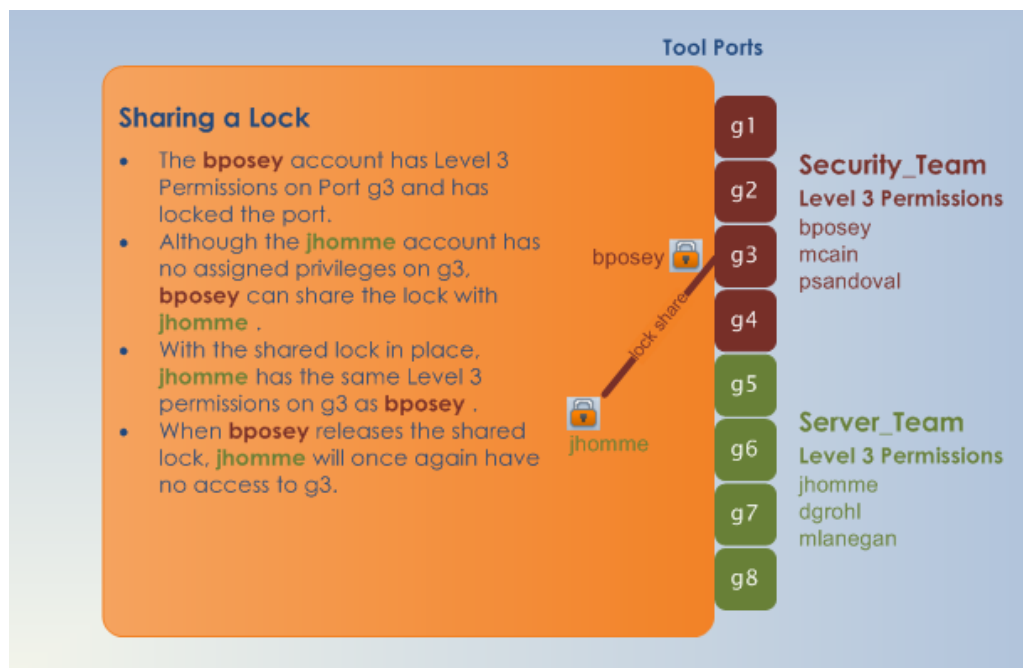 Tool Ports
Sharing a Lock
• The bposey account has Level 3
Permissions on Port g3 and has
locked the port.
• Although the jhomme account has
no assigned privileges on g3,
bposey can share the lock with
jhomme .
• With the shared lock in place,
jhomme has the same Level 3
permissions on g3 as bposey .
• When bposey releases the shared
lock, jhomme will once again have
no access to g3.
bposey
lock share
jhomme
g1
g2
g3
g4
g5
g6
g7
g8
Security_Team
Level 3 Permissions
bposey
mcain
psandoval
Server_Team
Level 3 Permissions
jhomme
dgrohl
mlanegan